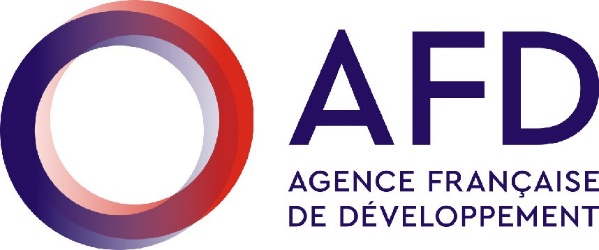 AFD
AGENCE FRANÇAISE
DE DÉVELOPPEMENT